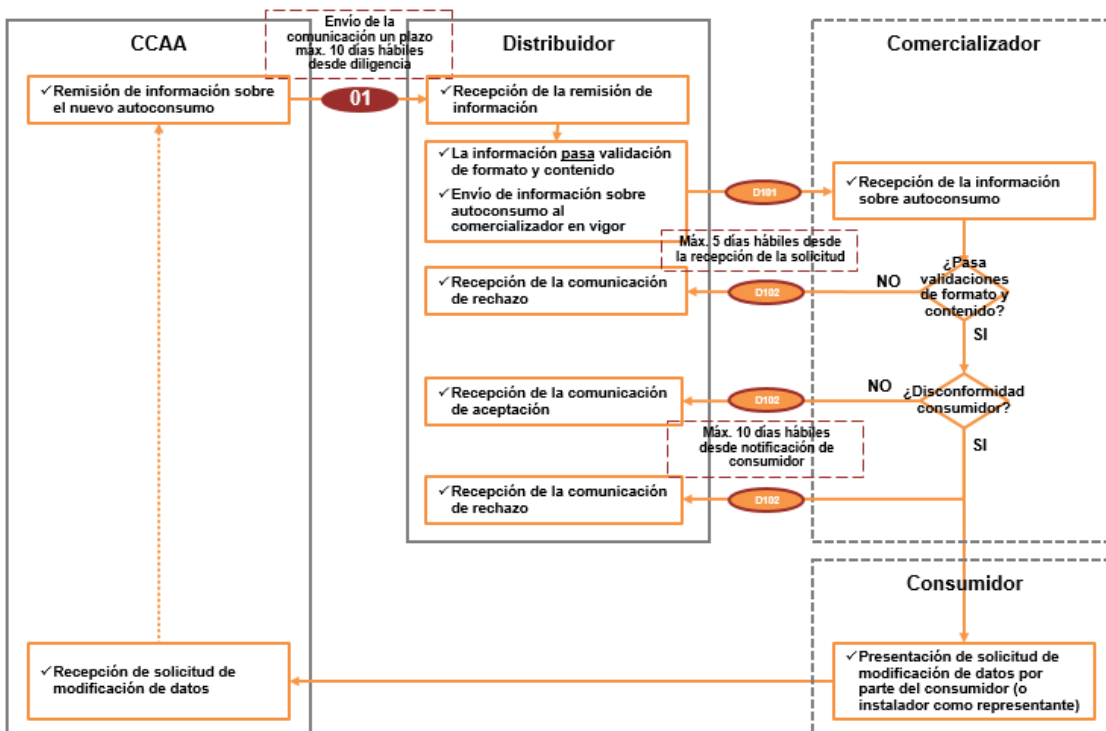 CCAA
Envío de la
comunicación un plazo
máx. 10 días hábiles
desde diligencia
Distribuidor
Comercializador
✓Remisión de información sobre
el nuevo autoconsumo
01
✓Recepción de la remisión de
información
✓La información pasa validación
de formato y contenido
✓Envío de información sobre
autoconsumo al
comercializador en vigor
D101
✓Recepción de la información
sobre autoconsumo
Máx. 5 días hábiles desde
la recepción de la solicitud
¿Pasa
validaciones
de formato y
contenido?
NO
D102
✓Recepción de la comunicación
de rechazo
SI
¿Disconformidad
consumidor?
NO
D102
✓Recepción de la comunicación
de aceptación
Máx. 10 días hábiles
desde notificación de
consumidor
SI
D102
✓Recepción de la comunicación
de rechazo
Consumidor
✓Presentación de solicitud de
modificación de datos por
parte del consumidor (o
instalador como representante)
✓Recepción de solicitud de
modificación de datos